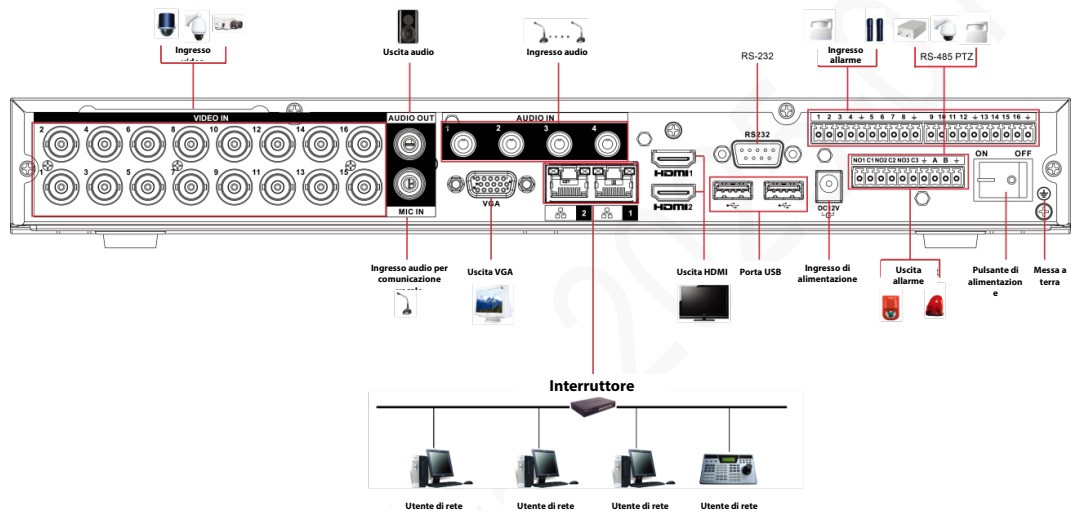 Ingresso
Uscita audio
Ingresso audio
RS-232
Ingresso
allarme
RS-485 PTZ
VIDEO IN
AUDIO OUT
AUDIO IN
2 4 6 8 10 12 14 16
1 3 5 7 9 11 13 15
MIC IN
1 2 3 4
VGA
2 1
HDMI1
HDMI2
RS232
DC12V
1 2 3 4 5 6 7 8 9 10 11 12 13 14 15 16
NO1 C1 NO2 C2 NO3 C3 A B
ON OFF
Ingresso audio per
comunicazione
Uscita VGA
Uscita HDMI
Porta USB
Ingresso di
alimentazione
Uscita
allarme
Pulsante di
alimentazion
e
Messa a
terra
Interruttore
Utente di rete
Utente di rete
Utente di rete
Utente di rete